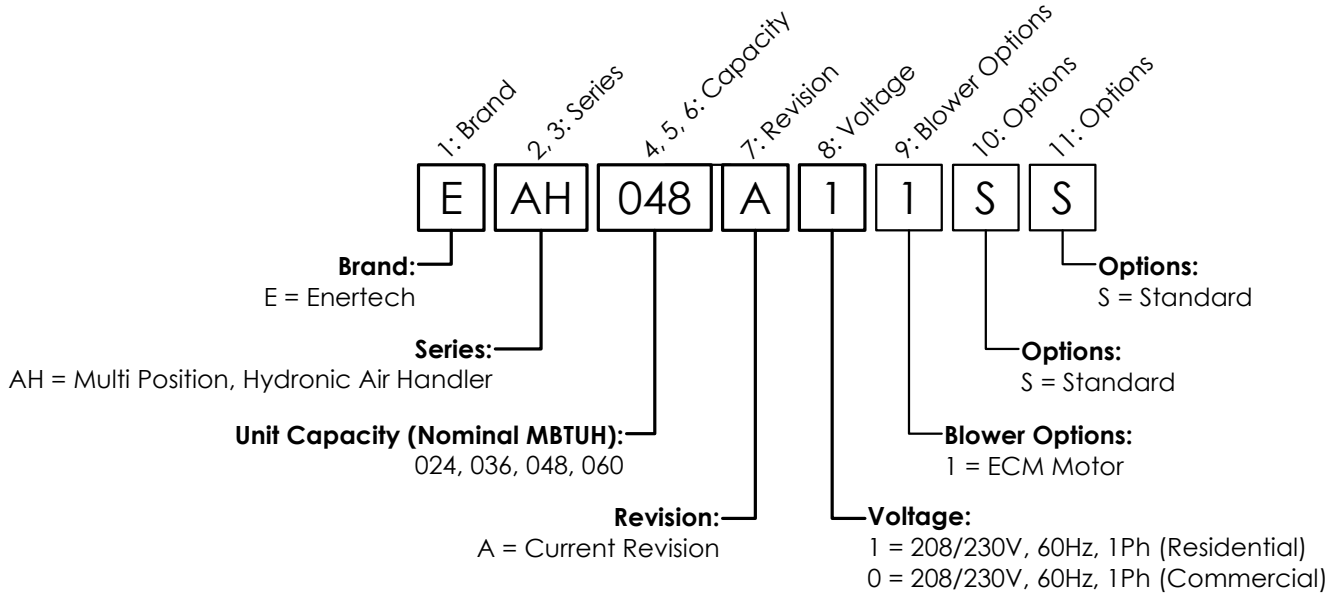 1: Brand
2, 3: Series
4, 5, 6: Capacity
7: Revision
8: Voltage
9: Blower Options
10: Options
11: Options
E AH 048 A 1 1 S S
Brand:
E = Enertech
Options:
S = Standard
Series:
AH = Multi Position, Hydronic Air Handler
Options:
S = Standard
Unit Capacity (Nominal MBTUH):
024, 036, 048, 060
Blower Options:
1 = ECM Motor
Revision:
A = Current Revision
Voltage:
1 = 208/230V, 60Hz, 1Ph (Residential)
0 = 208/230V, 60Hz, 1Ph (Commercial)